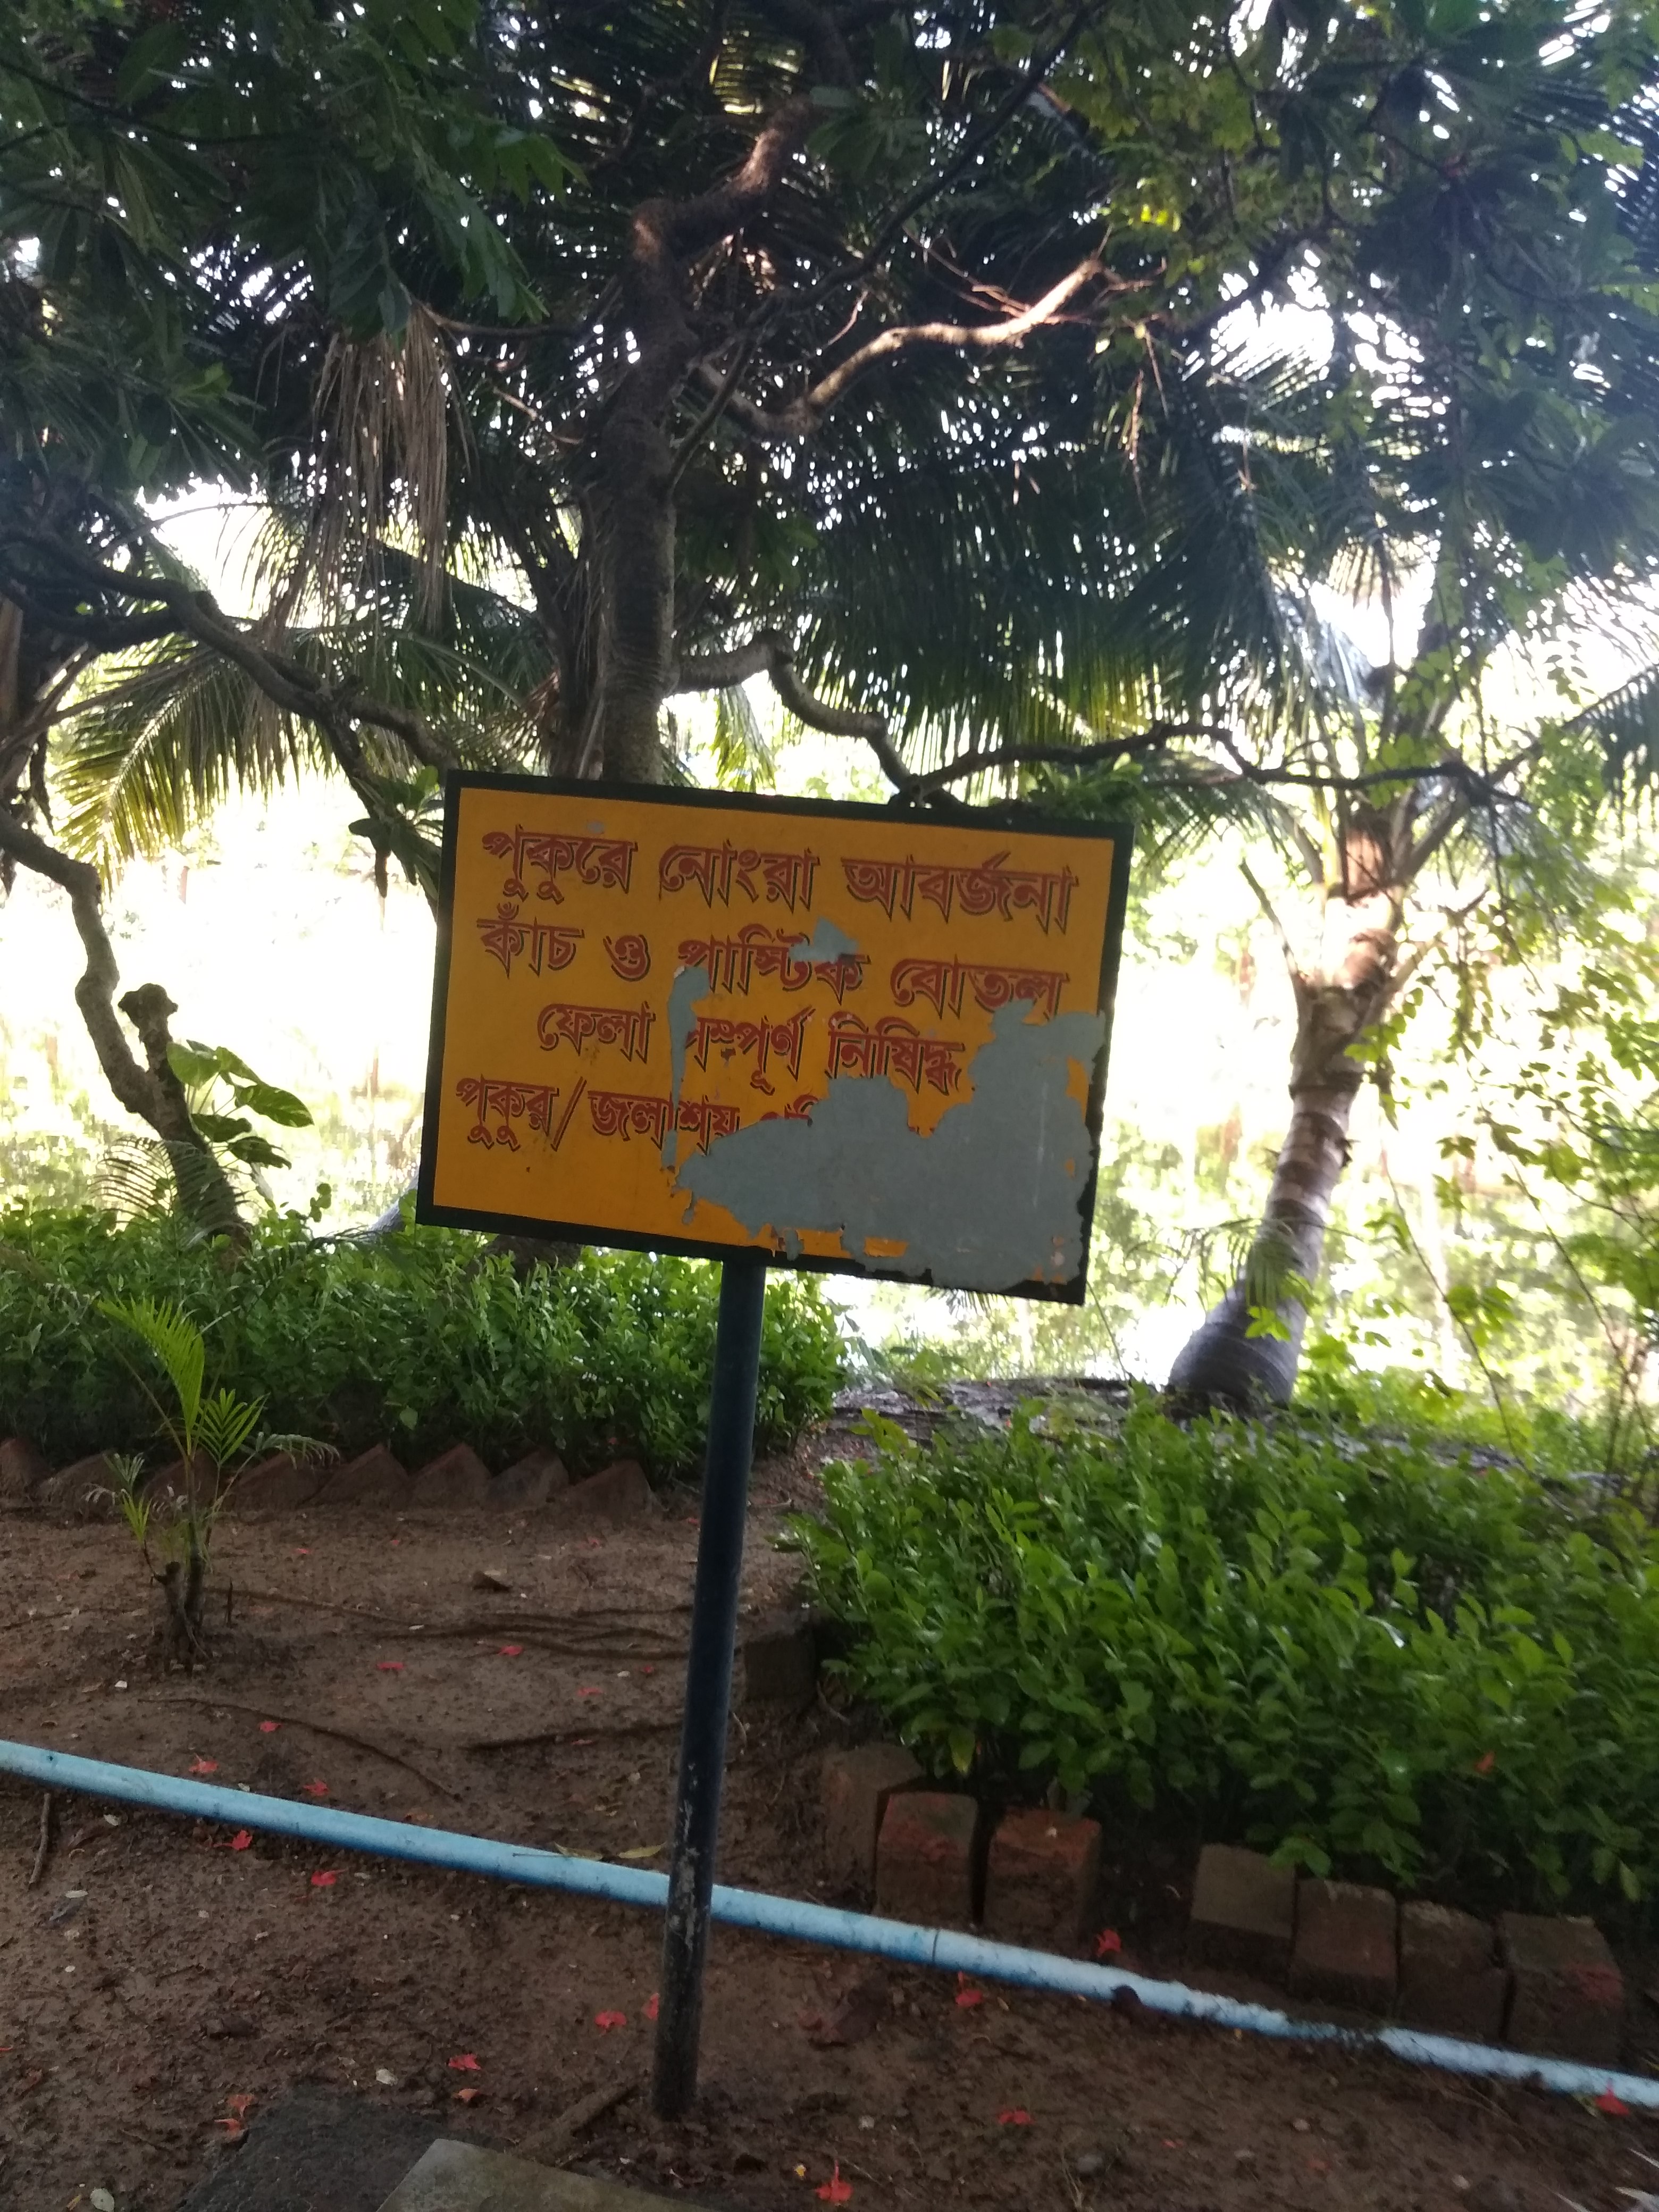 পুকুরে নোংরা আবর্জনা
কাঁচ ও পাস্টিক বোতল
ফেলা সম্পূর্ণ নিষিদ্ধ
পুকুর/জলাশয়